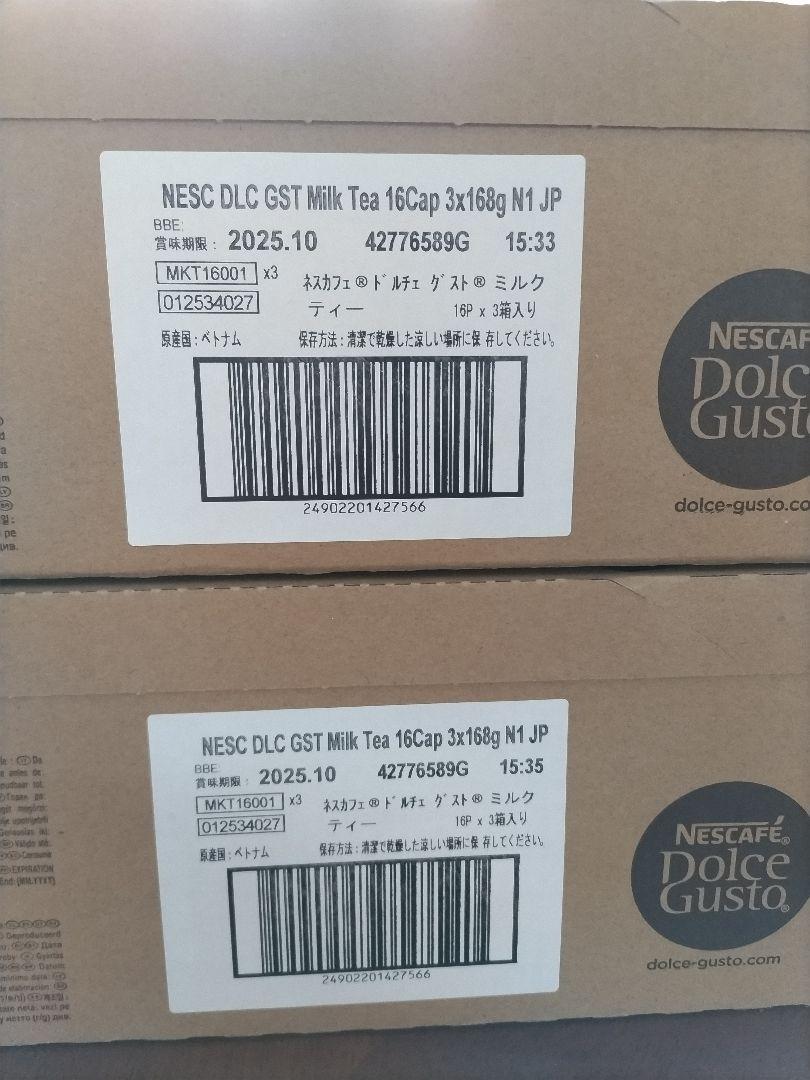 NESC DLC GST Milk Tea 16Cap 3x168g N1 JP
BBE:
賞味期限: 2025.10 42776589G 15:33
MKT16001 x3 ネスカフェ® ドルチェ グスト® ミルク
012534027 ティー 16P x 3箱入り
原産国:ベトナム 保存方法:清潔で乾燥した涼しい場所に保 存してください。
24902201427566
NESCAF
Dolc
Gust
dolce-gusto.co
NESC DLC GST Milk Tea 16Cap 3x168g N1 JP
BBE:
賞味期限: 2025.10 42776589G 15:35
MKT16001 x3 ネスカフェ® ドルチェ グスト® ミルク
012534027 ティー 16P x 3箱入り
原産国:ベトナム 保存方法:清潔で乾燥した涼しい場所に保 存してください。
24902201427566
NESCAFÉ®
Dolce
Gusto®
dolce-gusto.com
EXPIRATION